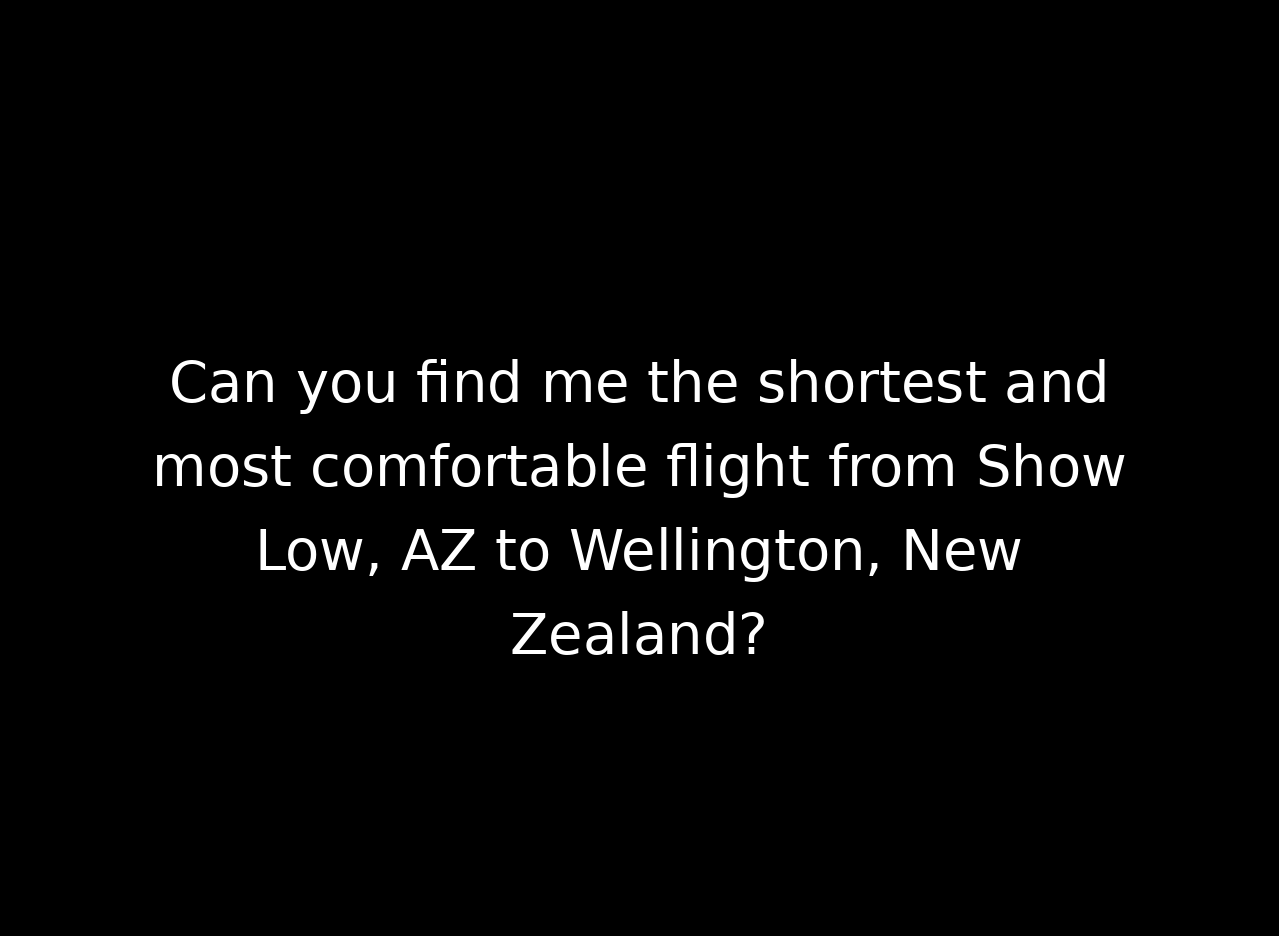 Can you find me the shortest and
most comfortable flight from Show
Low, AZ to Wellington, New
Zealand?